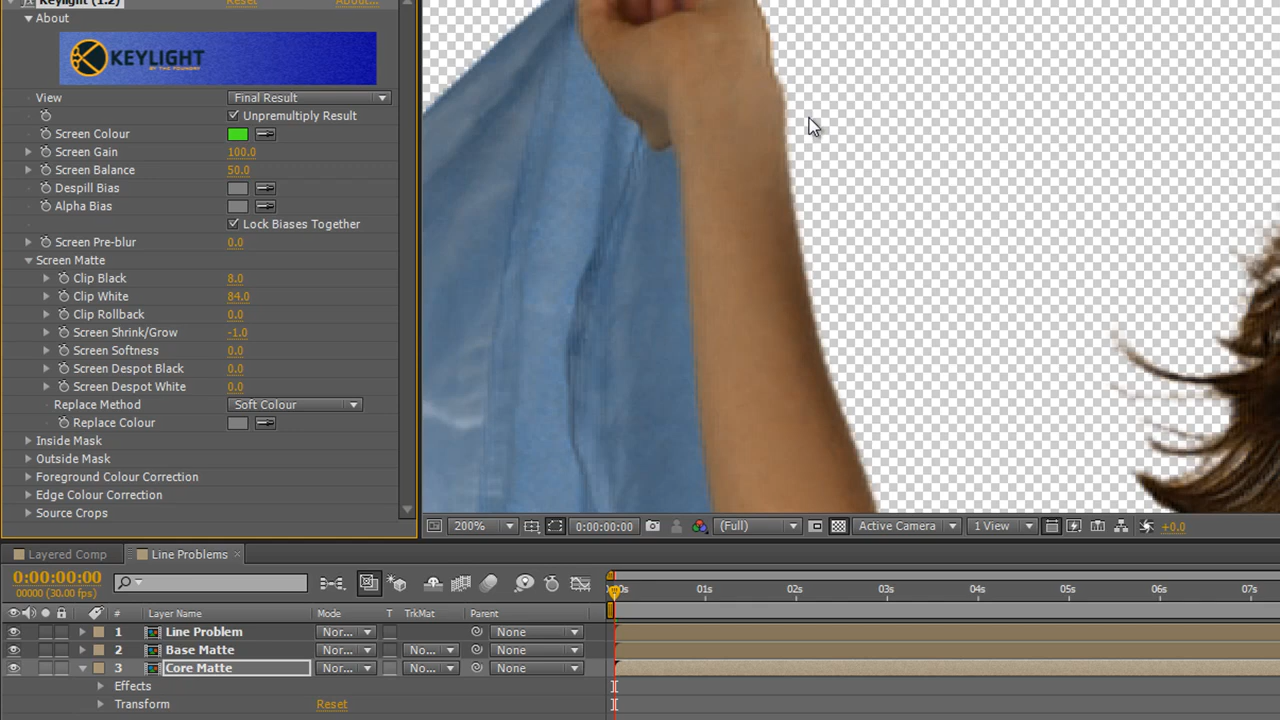 Keylight (1.2) Reset About...
About
KEYLIGHT
BY THE FOUNDRY
View Final Result
Unpremultiply Result
Screen Colour
Screen Gain 100.0
Screen Balance 50.0
Despill Bias
Alpha Bias
Lock Biases Together
Screen Pre-blur 0.0
Screen Matte
Clip Black 8.0
Clip White 84.0
Clip Rollback 0.0
Screen Shrink/Grow -1.0
Screen Softness 0.0
Screen Despot Black 0.0
Screen Despot White 0.0
Replace Method Soft Colour
Replace Colour
Inside Mask
Outside Mask
Foreground Colour Correction
Edge Colour Correction
Source Crops
200% 0:00:00:00 (Full) Active Camera 1 View +0.0
Layered Comp Line Problems
0:00:00:00
00000 (30.00 fps)
01s 02s 03s 04s 05s 06s 07s
# Layer Name Mode T TrkMat Parent
1 Line Problem Nor... None
2 Base Matte Nor... No... None
3 Core Matte Nor... No... None
Effects
Transform Reset